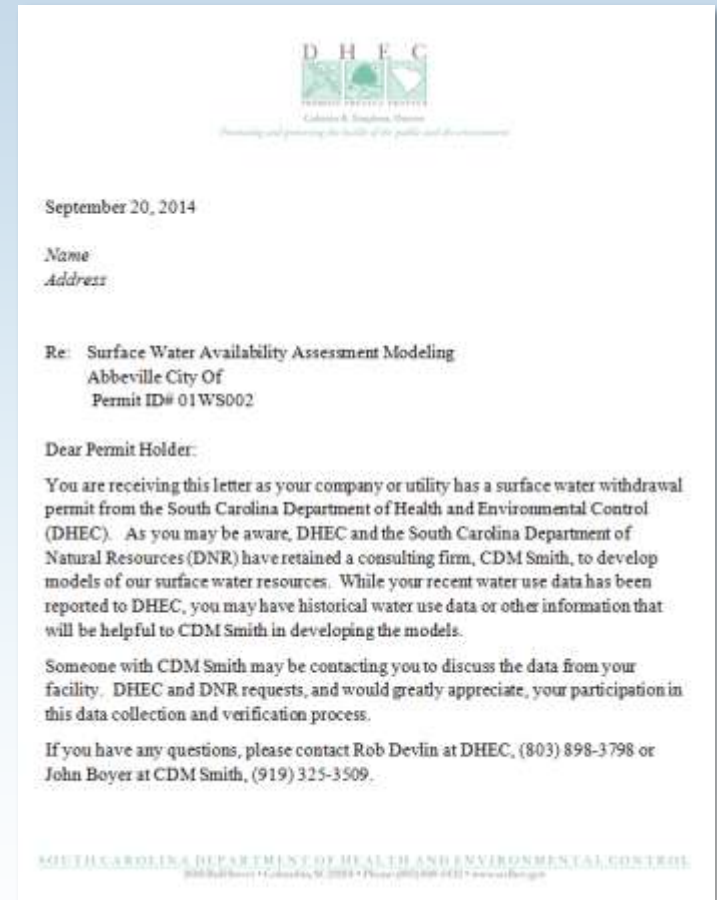 D H E C
PROMOTE PROTECT PROSPER
September 20, 2014
Name
Address
Re: Surface Water Availability Assessment Modeling
Abbeville City Of
Permit ID# 01WS002
Dear Permit Holder:
You are receiving this letter as your company or utility has a surface water withdrawal
permit from the South Carolina Department of Health and Environmental Control
(DHEC). As you may be aware, DHEC and the South Carolina Department of
Natural Resources (DNR) have retained a consulting firm, CDM Smith, to develop
models of our surface water resources. While your recent water use data has been
reported to DHEC, you may have historical water use data or other information that
will be helpful to CDM Smith in developing the models.
Someone with CDM Smith may be contacting you to discuss the data from your
facility. DHEC and DNR requests, and would greatly appreciate, your participation in
this data collection and verification process.
If you have any questions, please contact Rob Devlin at DHEC, (803) 898-3798 or
John Boyer at CDM Smith, (919) 325-3509.
SOUTH CAROLINA DEPARTMENT OF HEALTH AND ENVIRONMENTAL CONTROL